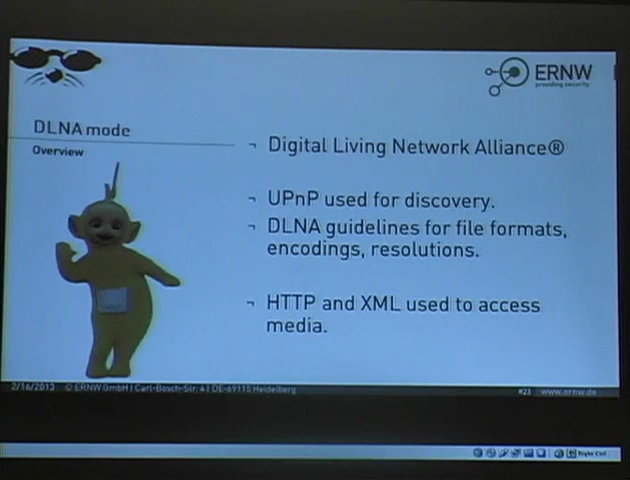 ERNW
providing security.
DLNA mode
Overview
¬ Digital Living Network Alliance®
¬ UPnP used for discovery.
¬ DLNA guidelines for file formats,
encodings, resolutions.
¬ HTTP and XML used to access
media.
2/16/2013 © ERNW GmbH | Carl-Bosch-Str. 4 | DE-69115 Heidelberg #23 www.ernw.de
Right Ctrl